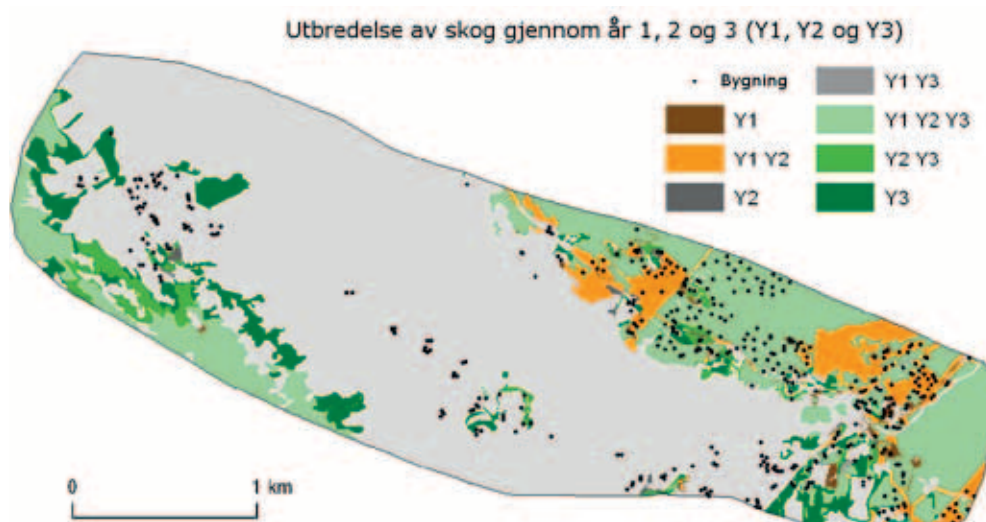 Utbredelse av skog gjennom år 1, 2 og 3 (Y1, Y2 og Y3)
Bygning
Y1
Y1 Y2
Y2
Y1 Y3
Y1 Y2 Y3
Y2 Y3
Y3
0 1 km